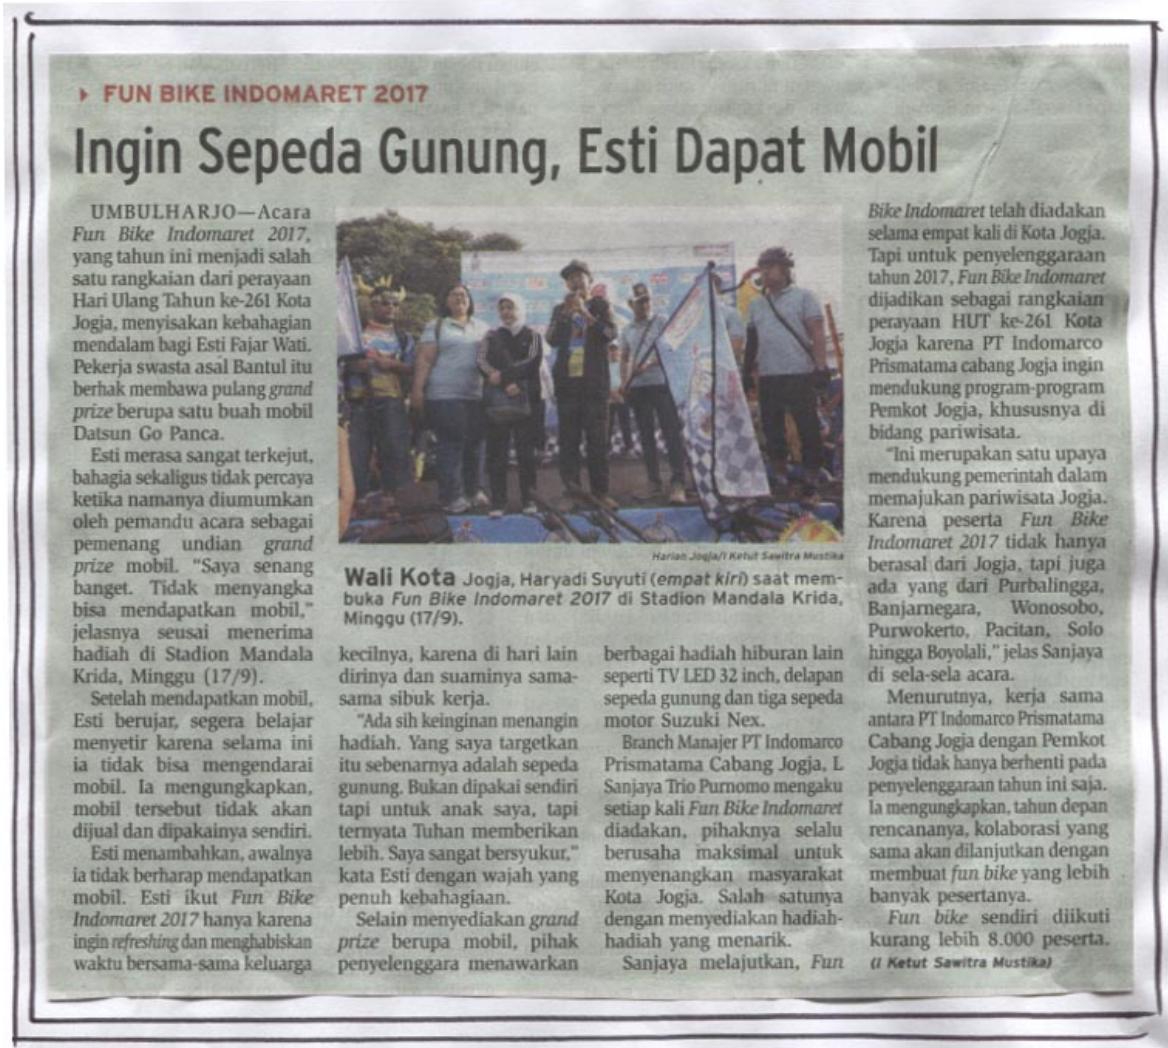 FUN BIKE INDOMARET 2017
Ingin Sepeda Gunung, Esti Dapat Mobil
UMBULHARJO—Acara
Fun Bike Indomaret 2017,
yang tahun ini menjadi salah
satu rangkaian dari perayaan
Hari Ulang Tahun ke-261 Kota
Jogja, menyisakan kebahagian
mendalam bagi Esti Fajar Wati.
Pekerja swasta asal Bantul itu
berhak membawa pulang grand
prize berupa satu buah mobil
Datsun Go Panca.
Esti merasa sangat terkejut,
bahagia sekaligus tidak percaya
ketika namanya diumumkan
oleh pemandu acara sebagai
pemenang undian grand
prize mobil. “Saya senang
banget. Tidak menyangka
bisa mendapatkan mobil,”
jelasnya seusai menerima
hadiah di Stadion Mandala
Krida, Minggu (17/9).
Setelah mendapatkan mobil,
Esti berujar, segera belajar
menyetir karena selama ini
ia tidak bisa mengendarai
mobil. Ia mengungkapkan,
mobil tersebut tidak akan
dijual dan dipakainya sendiri.
Esti menambahkan, awalnya
ia tidak berharap mendapatkan
mobil. Esti ikut Fun Bike
Indomaret 2017 hanya karena
ingin refreshing dan menghabiskan
waktu bersama-sama keluarga
Harian Jogja/I Ketut Sawitra Mustika
Wali Kota Jogja, Haryadi Suyuti (empat kiri) saat mem-
buka Fun Bike Indomaret 2017 di Stadion Mandala Krida,
Minggu (17/9).
kecilnya, karena di hari lain
dirinya dan suaminya sama-
sama sibuk kerja.
“Ada sih keinginan menangin
hadiah. Yang saya targetkan
itu sebenarnya adalah sepeda
gunung. Bukan dipakai sendiri
tapi untuk anak saya, tapi
ternyata Tuhan memberikan
lebih. Saya sangat bersyukur,”
kata Esti dengan wajah yang
penuh kebahagiaan.
Selain menyediakan grand
prize berupa mobil, pihak
penyelenggara menawarkan
berbagai hadiah hiburan lain
seperti TV LED 32 inch, delapan
sepeda gunung dan tiga sepeda
motor Suzuki Nex.
Branch Manajer PT Indomarco
Prismatama Cabang Jogja, L
Sanjaya Trio Purnomo mengaku
setiap kali Fun Bike Indomaret
diadakan, pihaknya selalu
berusaha maksimal untuk
menyenangkan masyarakat
Kota Jogja. Salah satunya
dengan menyediakan hadiah-
hadiah yang menarik.
Sanjaya melajutkan, Fun
Bike Indomaret telah diadakan
selama empat kali di Kota Jogja.
Tapi untuk penyelenggaraan
tahun 2017, Fun Bike Indomaret
dijadikan sebagai rangkaian
perayaan HUT ke-261 Kota
Jogja karena PT Indomarco
Prismatama cabang Jogja ingin
mendukung program-program
Pemkot Jogja, khususnya di
bidang pariwisata.
“Ini merupakan satu upaya
mendukung pemerintah dalam
memajukan pariwisata Jogja.
Karena peserta Fun Bike
Indomaret 2017 tidak hanya
berasal dari Jogja, tapi juga
ada yang dari Purbalingga,
Banjarnegara, Wonosobo,
Purwokerto, Pacitan, Solo
hingga Boyolali,” jelas Sanjaya
di sela-sela acara.
Menurutnya, kerja sama
antara PT Indomarco Prismatama
Cabang Jogja dengan Pemkot
Jogja tidak hanya berhenti pada
penyelenggaraan tahun ini saja.
Ia mengungkapkan, tahun depan
rencananya, kolaborasi yang
sama akan dilanjutkan dengan
membuat fun bike yang lebih
banyak pesertanya.
Fun bike sendiri diikuti
kurang lebih 8.000 peserta.
(I Ketut Sawitra Mustika)